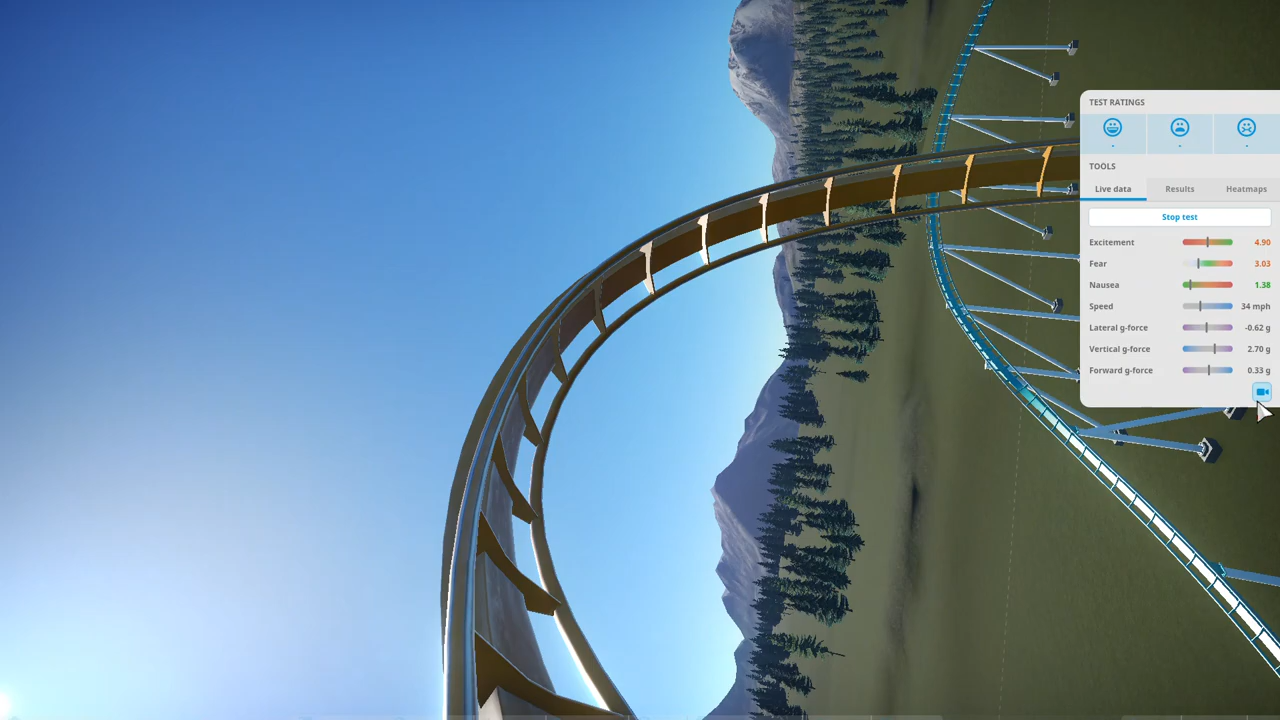 TEST RATINGS
- - -
TOOLS
Live data Results Heatmaps
Stop test
Excitement 4.90
Fear 3.03
Nausea 1.38
Speed 34 mph
Lateral g-force -0.62 g
Vertical g-force 2.70 g
Forward g-force 0.33 g